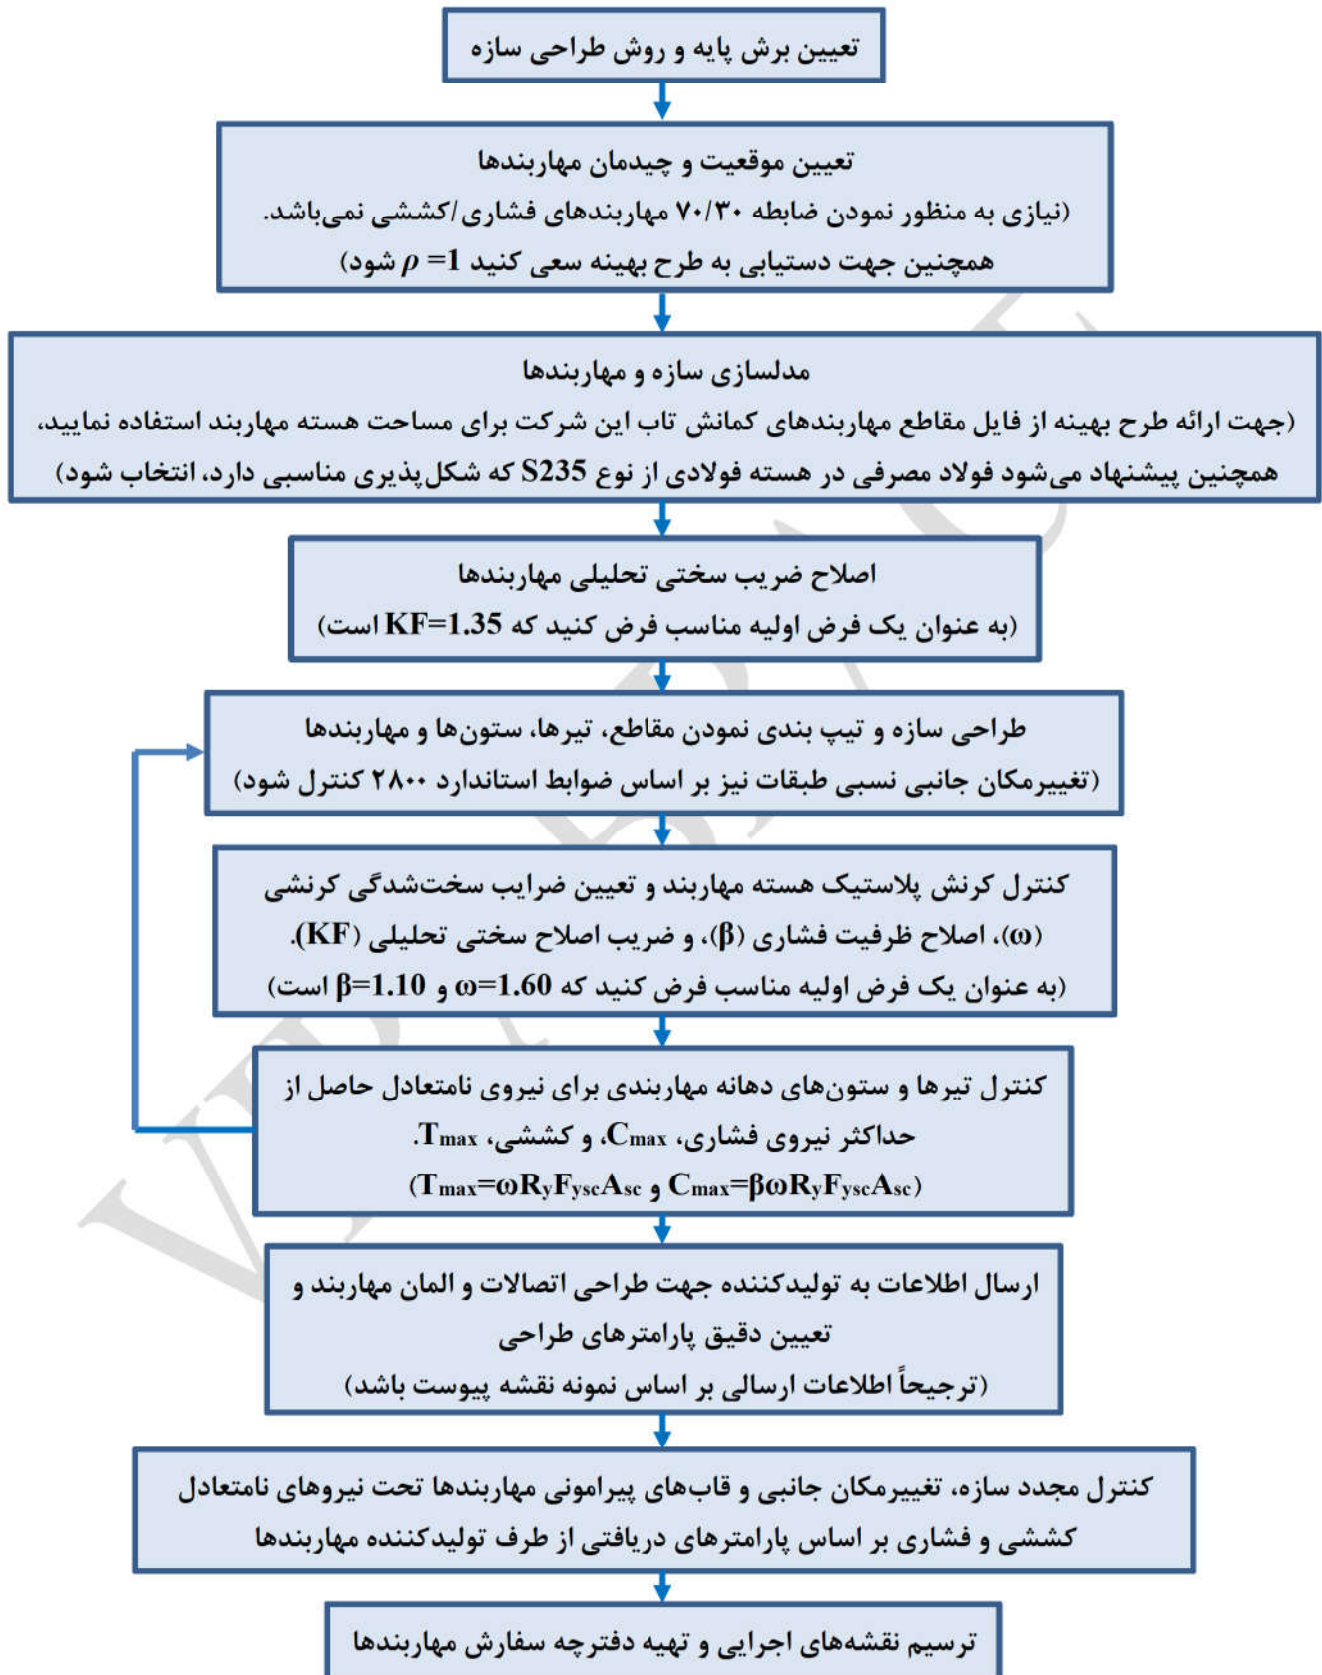 تعیین برش پایه و روش طراحی سازه
تعیین موقعیت و چیدمان مهاربندها
(نیازی به منظور نمودن ضابطه ۷۰/۳۰ مهاربندهای فشاری/کششی نمی‌باشد.
همچنین جهت دستیابی به طرح بهینه سعی کنید ρ =1 شود)
مدلسازی سازه و مهاربندها
(جهت ارائه طرح بهینه از فایل مقاطع مهاربندهای کمانش تاب این شرکت برای مساحت هسته مهاربند استفاده نمایید،
همچنین پیشنهاد می‌شود فولاد مصرفی در هسته فولادی از نوع S235 که شکل‌پذیری مناسبی دارد، انتخاب شود)
اصلاح ضریب سختی تحلیلی مهاربندها
(به عنوان یک فرض اولیه مناسب فرض کنید که KF=1.35 است)
طراحی سازه و تیپ بندی نمودن مقاطع، تیرها، ستون‌ها و مهاربندها
(تغییرمکان جانبی نسبی طبقات نیز بر اساس ضوابط استاندارد ۲۸۰۰ کنترل شود)
کنترل کرنش پلاستیک هسته مهاربند و تعیین ضرایب سخت‌شدگی کرنشی
(ω)، اصلاح ظرفیت فشاری (β)، و ضریب اصلاح سختی تحلیلی (KF).
(به عنوان یک فرض اولیه مناسب فرض کنید که ω=1.60 و β=1.10 است)
کنترل تیرها و ستون‌های دهانه مهاربندی برای نیروی نامتعادل حاصل از
حداکثر نیروی فشاری، Cmax، و کششی، Tmax.
(Cmax=βωRyFyscAsc و Tmax=ωRyFyscAsc)
ارسال اطلاعات به تولیدکننده جهت طراحی اتصالات و المان مهاربند و
تعیین دقیق پارامترهای طراحی
(ترجیحاً اطلاعات ارسالی بر اساس نمونه نقشه پیوست باشد)
کنترل مجدد سازه، تغییرمکان جانبی و قاب‌های پیرامونی مهاربندها تحت نیروهای نامتعادل
کششی و فشاری بر اساس پارامترهای دریافتی از طرف تولیدکننده مهاربندها
ترسیم نقشه‌های اجرایی و تهیه دفترچه سفارش مهاربندها